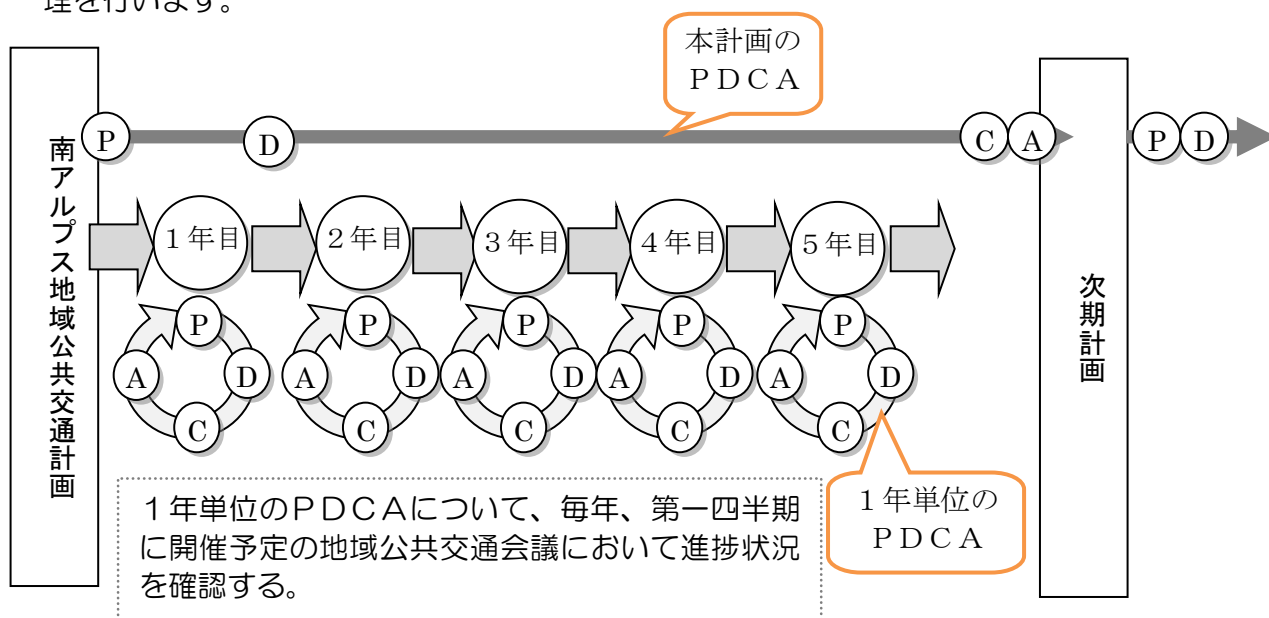 理を行います。
本計画の
ＰＤＣＡ
南アルプス地域公共交通計画
P
D
C
A
P
D
１年目
２年目
３年目
４年目
５年目
次期計画
P
D
C
A
P
D
C
A
P
D
C
A
P
D
C
A
P
D
C
A
１年単位の
ＰＤＣＡ
１年単位のＰＤＣＡについて、毎年、第一四半期
に開催予定の地域公共交通会議において進捗状況
を確認する。